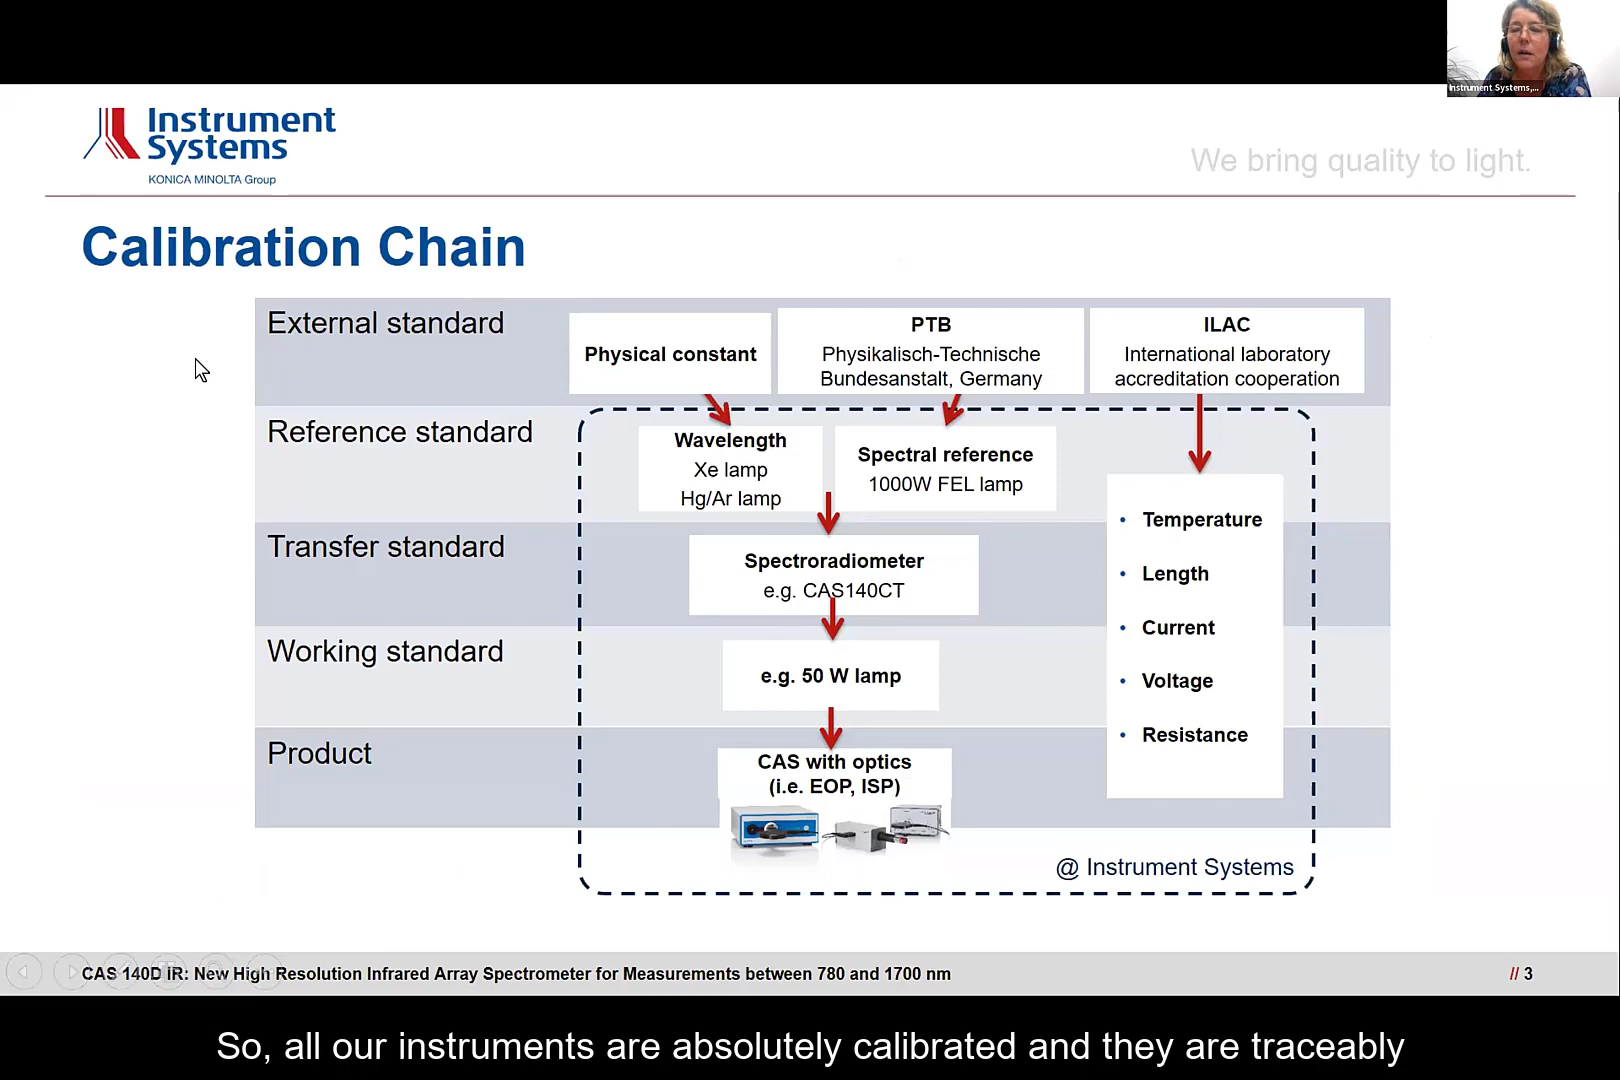 Instrument Systems,...
Instrument
Systems
KONICA MINOLTA Group
We bring quality to light.
Calibration Chain
External standard
Physical constant
PTB
Physikalisch-Technische
Bundesanstalt, Germany
ILAC
International laboratory
accreditation cooperation
Reference standard
Wavelength
Xe lamp
Hg/Ar lamp
Spectral reference
1000W FEL lamp
Transfer standard
Spectroradiometer
e.g. CAS140CT
Working standard
e.g. 50 W lamp
Product
CAS with optics
(i.e. EOP, ISP)
• Temperature
• Length
• Current
• Voltage
• Resistance
@ Instrument Systems
CAS 140D IR: New High Resolution Infrared Array Spectrometer for Measurements between 780 and 1700 nm
// 3
So, all our instruments are absolutely calibrated and they are traceably